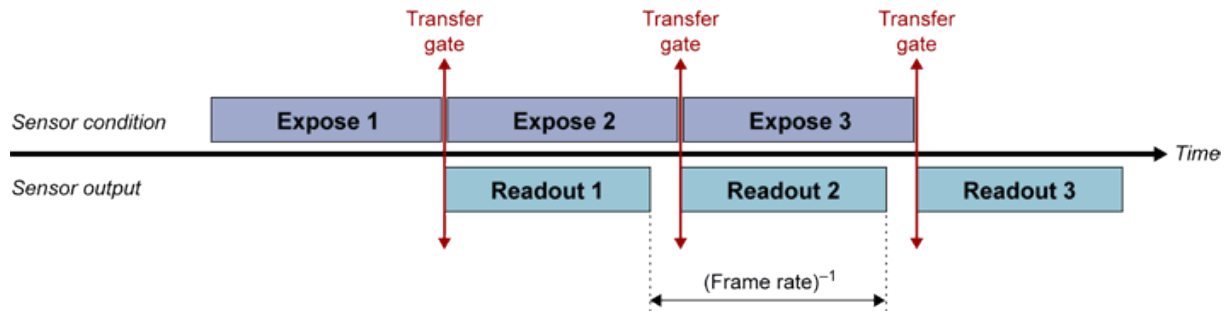 Transfer
gate
Transfer
gate
Transfer
gate
Sensor condition
Expose 1
Expose 2
Expose 3
Time
Sensor output
Readout 1
Readout 2
Readout 3
(Frame rate)⁻¹